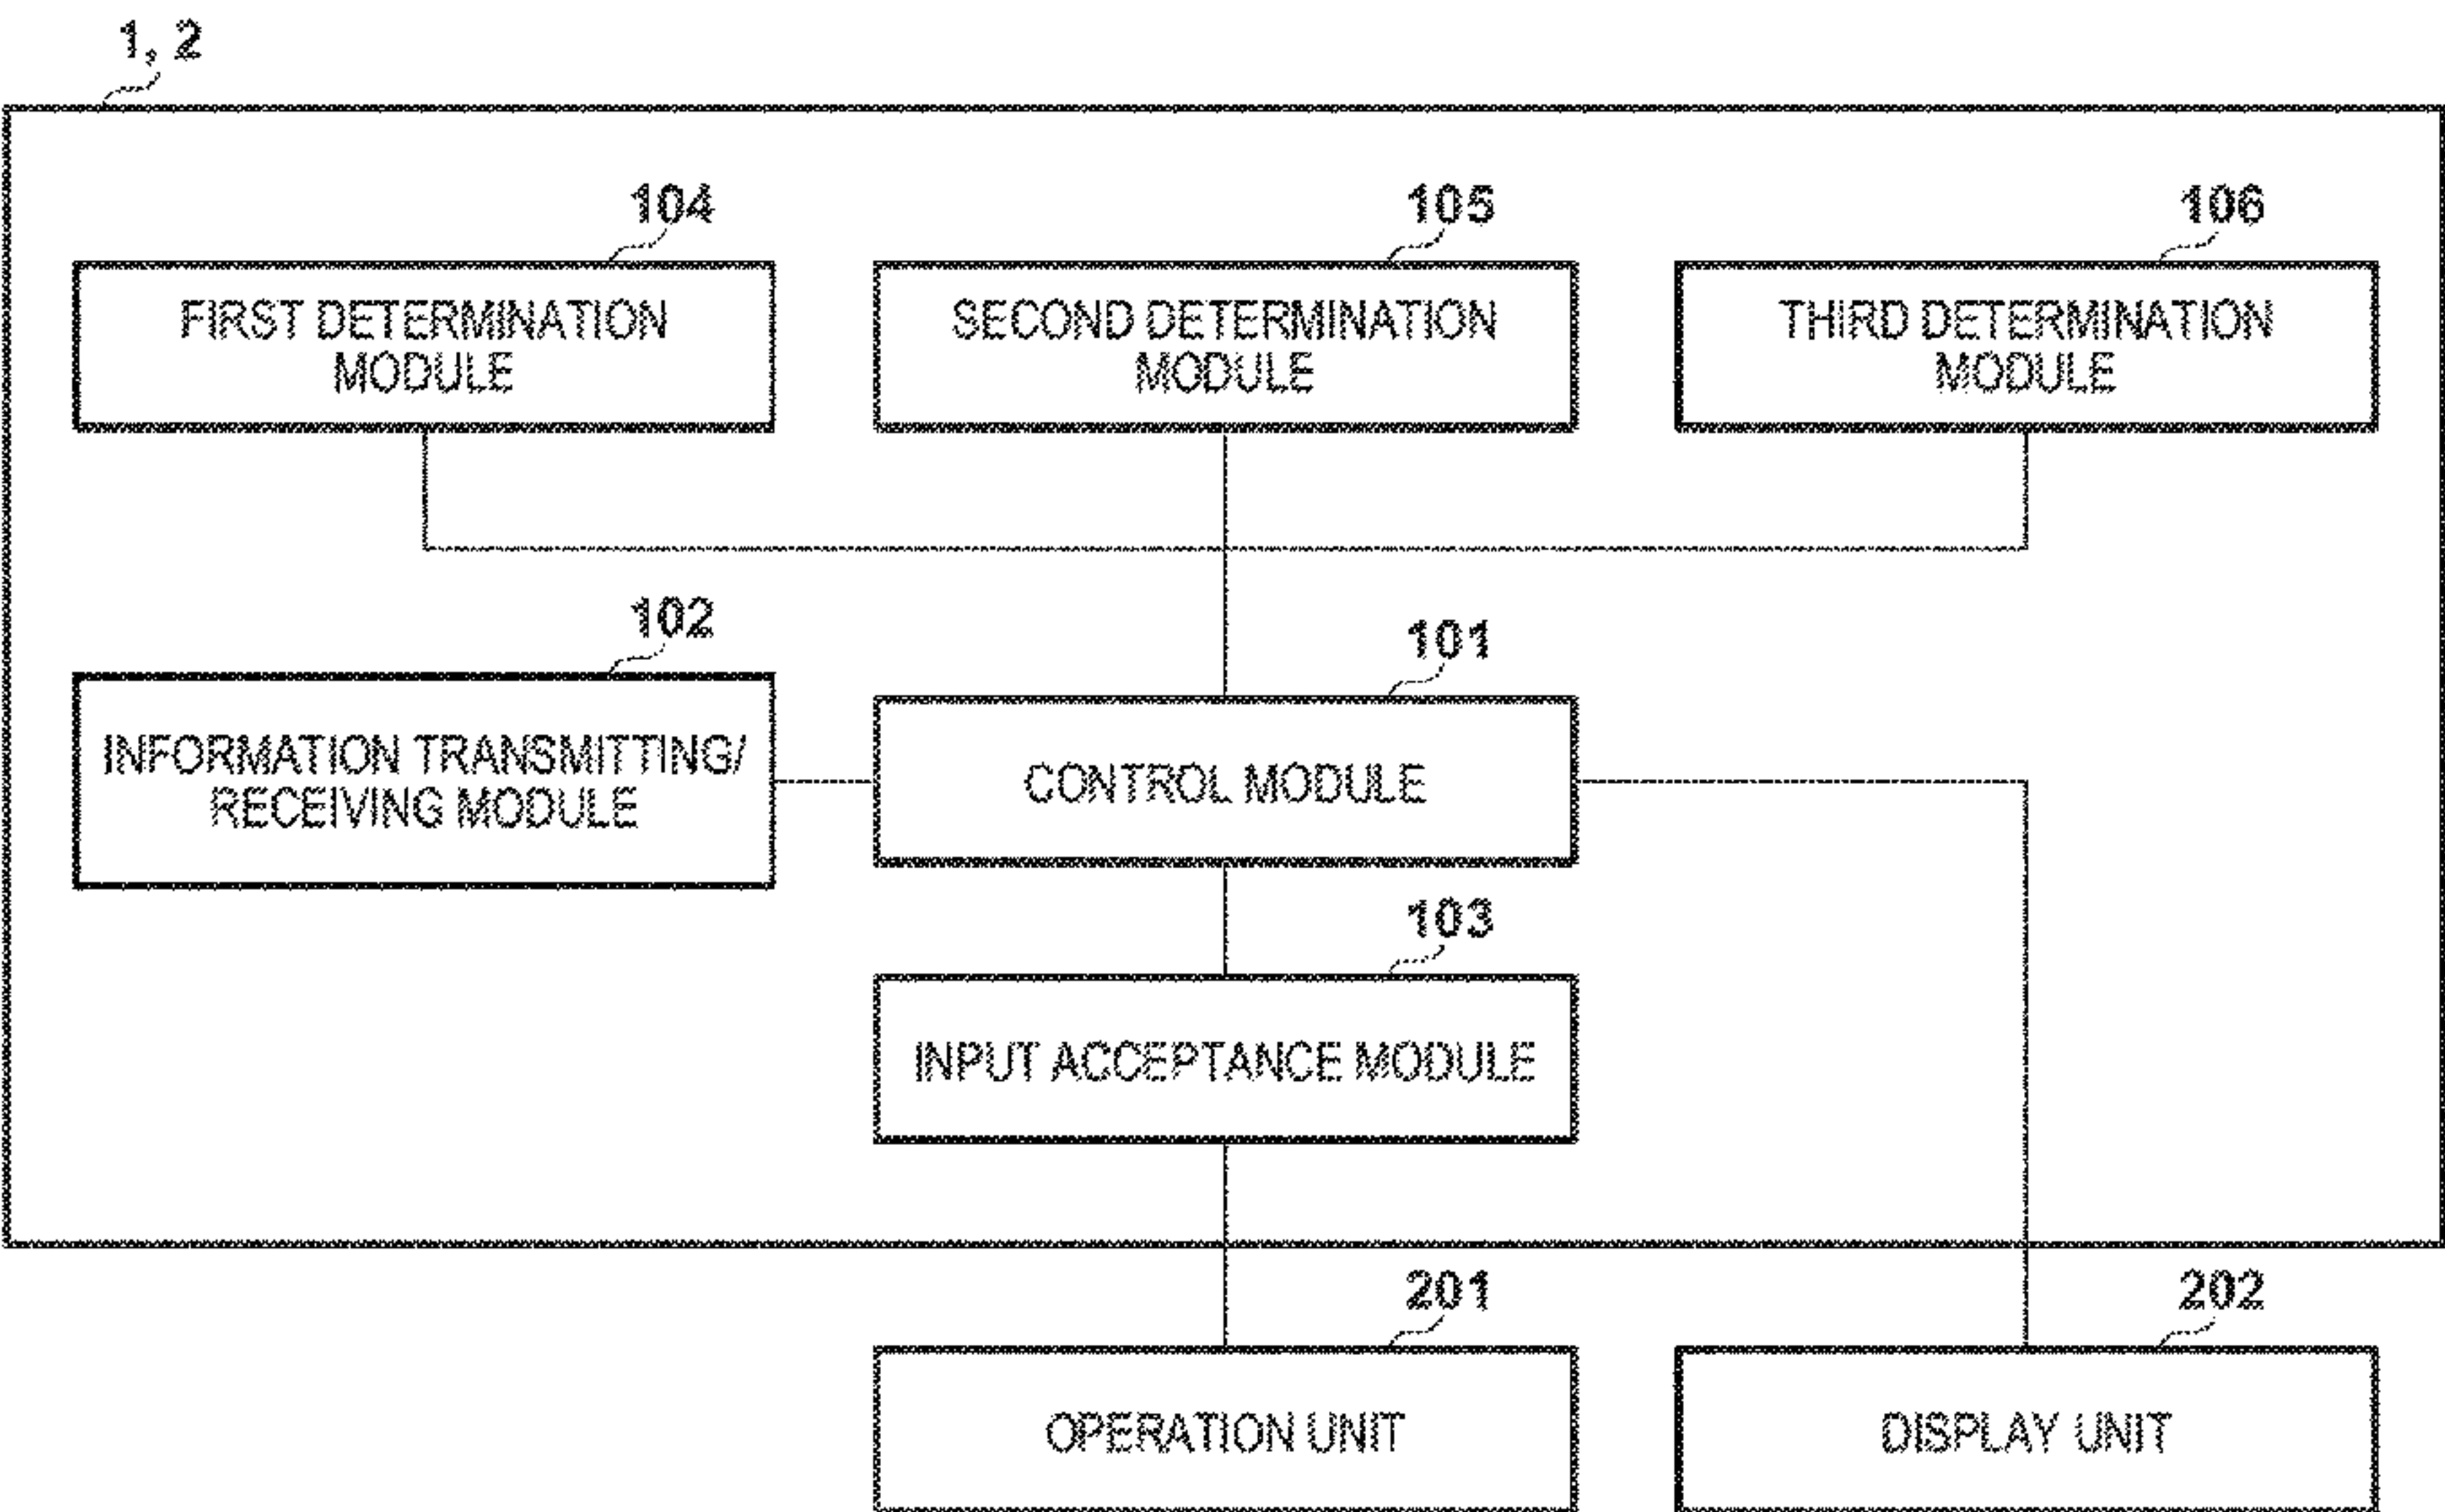 1, 2
104
105
106
FIRST DETERMINATION
MODULE
SECOND DETERMINATION
MODULE
THIRD DETERMINATION
MODULE
102
101
INFORMATION TRANSMITTING/
RECEIVING MODULE
CONTROL MODULE
103
INPUT ACCEPTANCE MODULE
201
202
OPERATION UNIT
DISPLAY UNIT